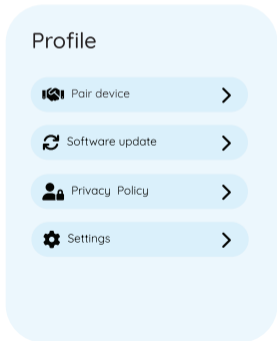 Profile
Pair device
Software update
Privacy Policy
Settings